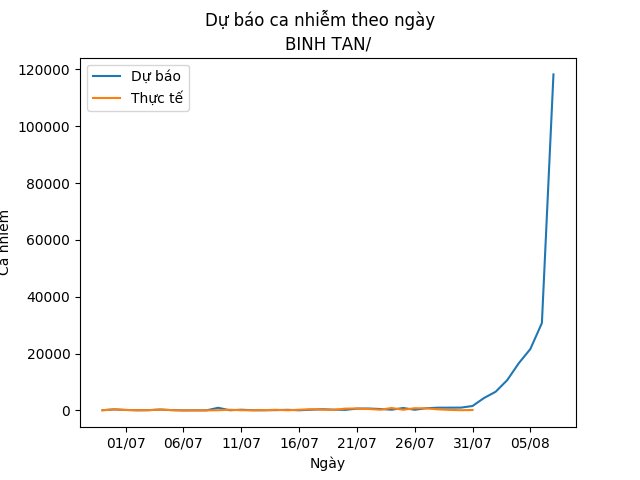 Dự báo ca nhiễm theo ngày
BINH TAN/
Dự báo
Thực tế
120000
100000
80000
60000
40000
20000
0
Ca nhiễm
01/07 06/07 11/07 16/07 21/07 26/07 31/07 05/08
Ngày